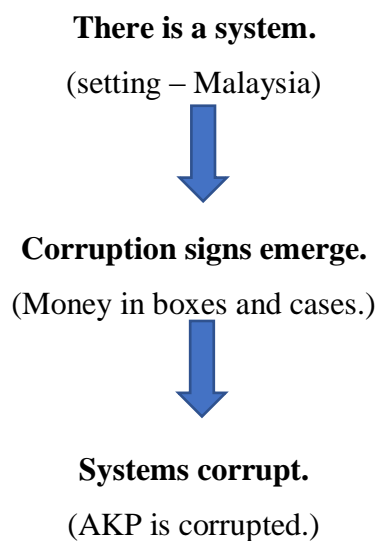 There is a system.
(setting – Malaysia)
Corruption signs emerge.
(Money in boxes and cases.)
Systems corrupt.
(AKP is corrupted.)